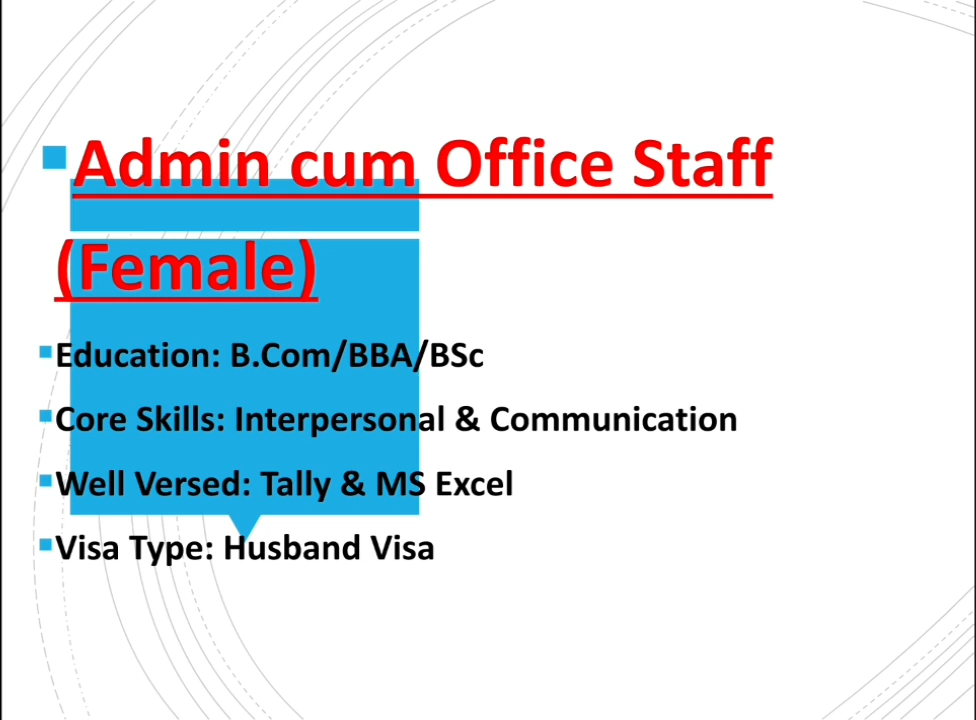 Admin cum Office Staff
(Female)
Education: B.Com/BBA/BSc
Core Skills: Interpersonal & Communication
Well Versed: Tally & MS Excel
Visa Type: Husband Visa